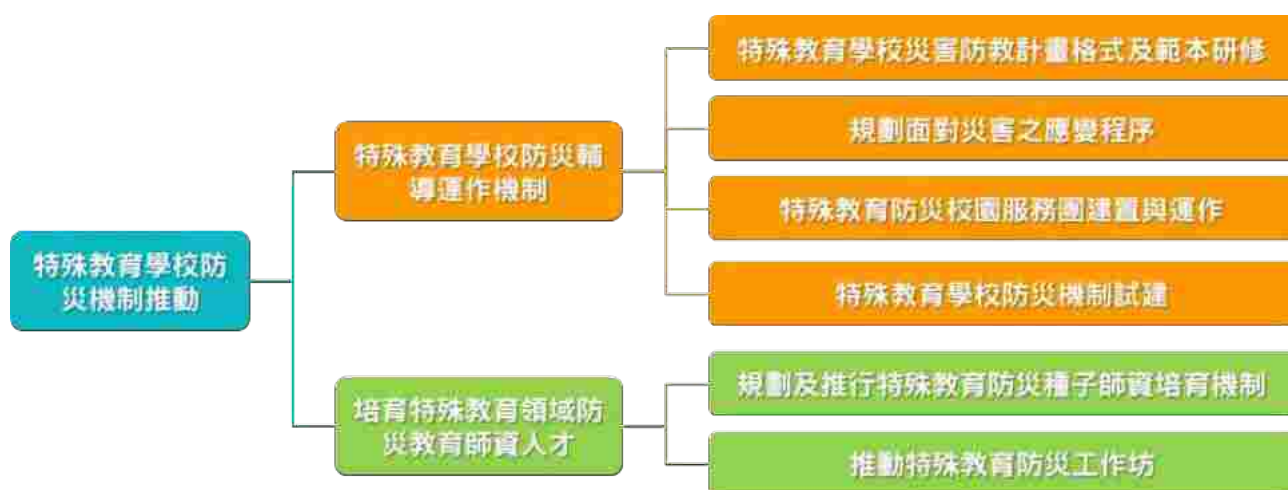 特殊教育學校防
災機制推動
特殊教育學校防災輔
導運作機制
特殊教育學校災害防救計畫格式及範本研修
規劃面對災害之應變程序
特殊教育防災校園服務團建置與運作
特殊教育學校防災機制試建
培育特殊教育領域防
災教育師資人才
規劃及推行特殊教育防災種子師資培育機制
推動特殊教育防災工作坊